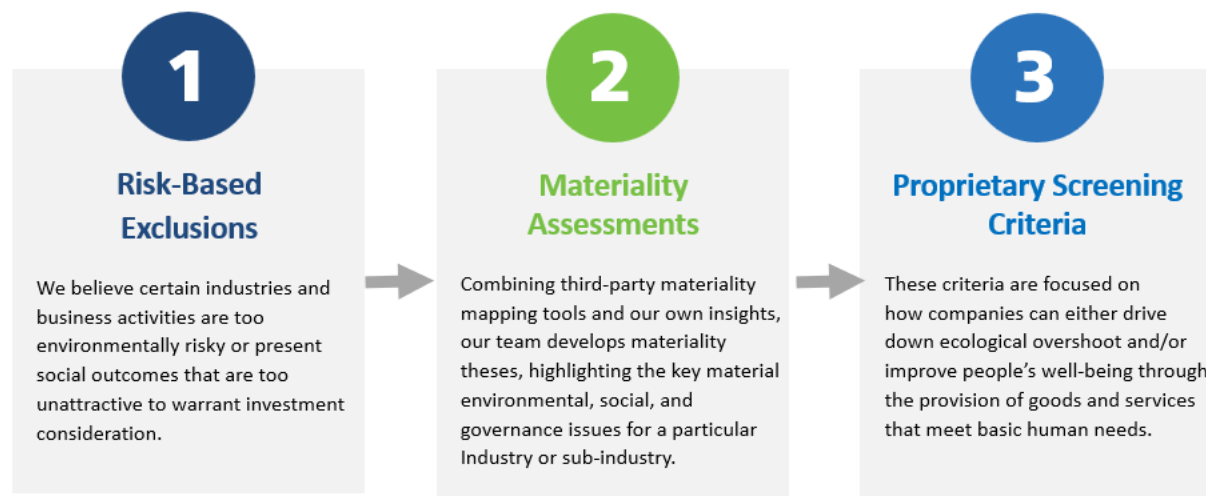 1
Risk-Based
Exclusions
We believe certain industries and
business activities are too
environmentally risky or present
social outcomes that are too
unattractive to warrant investment
consideration.
2
Materiality
Assessments
Combining third-party materiality
mapping tools and our own insights,
our team develops materiality
theses, highlighting the key material
environmental, social, and
governance issues for a particular
Industry or sub-industry.
3
Proprietary Screening
Criteria
These criteria are focused on
how companies can either drive
down ecological overshoot and/or
improve people’s well-being through
the provision of goods and services
that meet basic human needs.